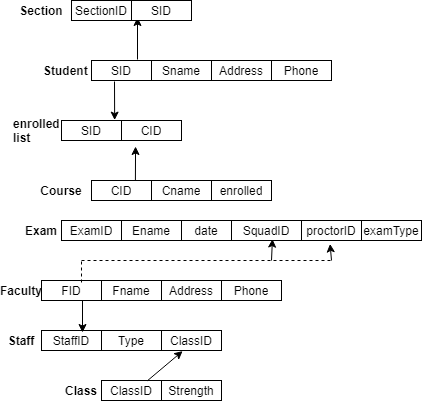 Section SectionID SID
Student SID Sname Address Phone
enrolled
list SID CID
Course CID Cname enrolled
Exam ExamID Ename date SquadID proctorID examType
Faculty FID Fname Address Phone
Staff StaffID Type ClassID
Class ClassID Strength